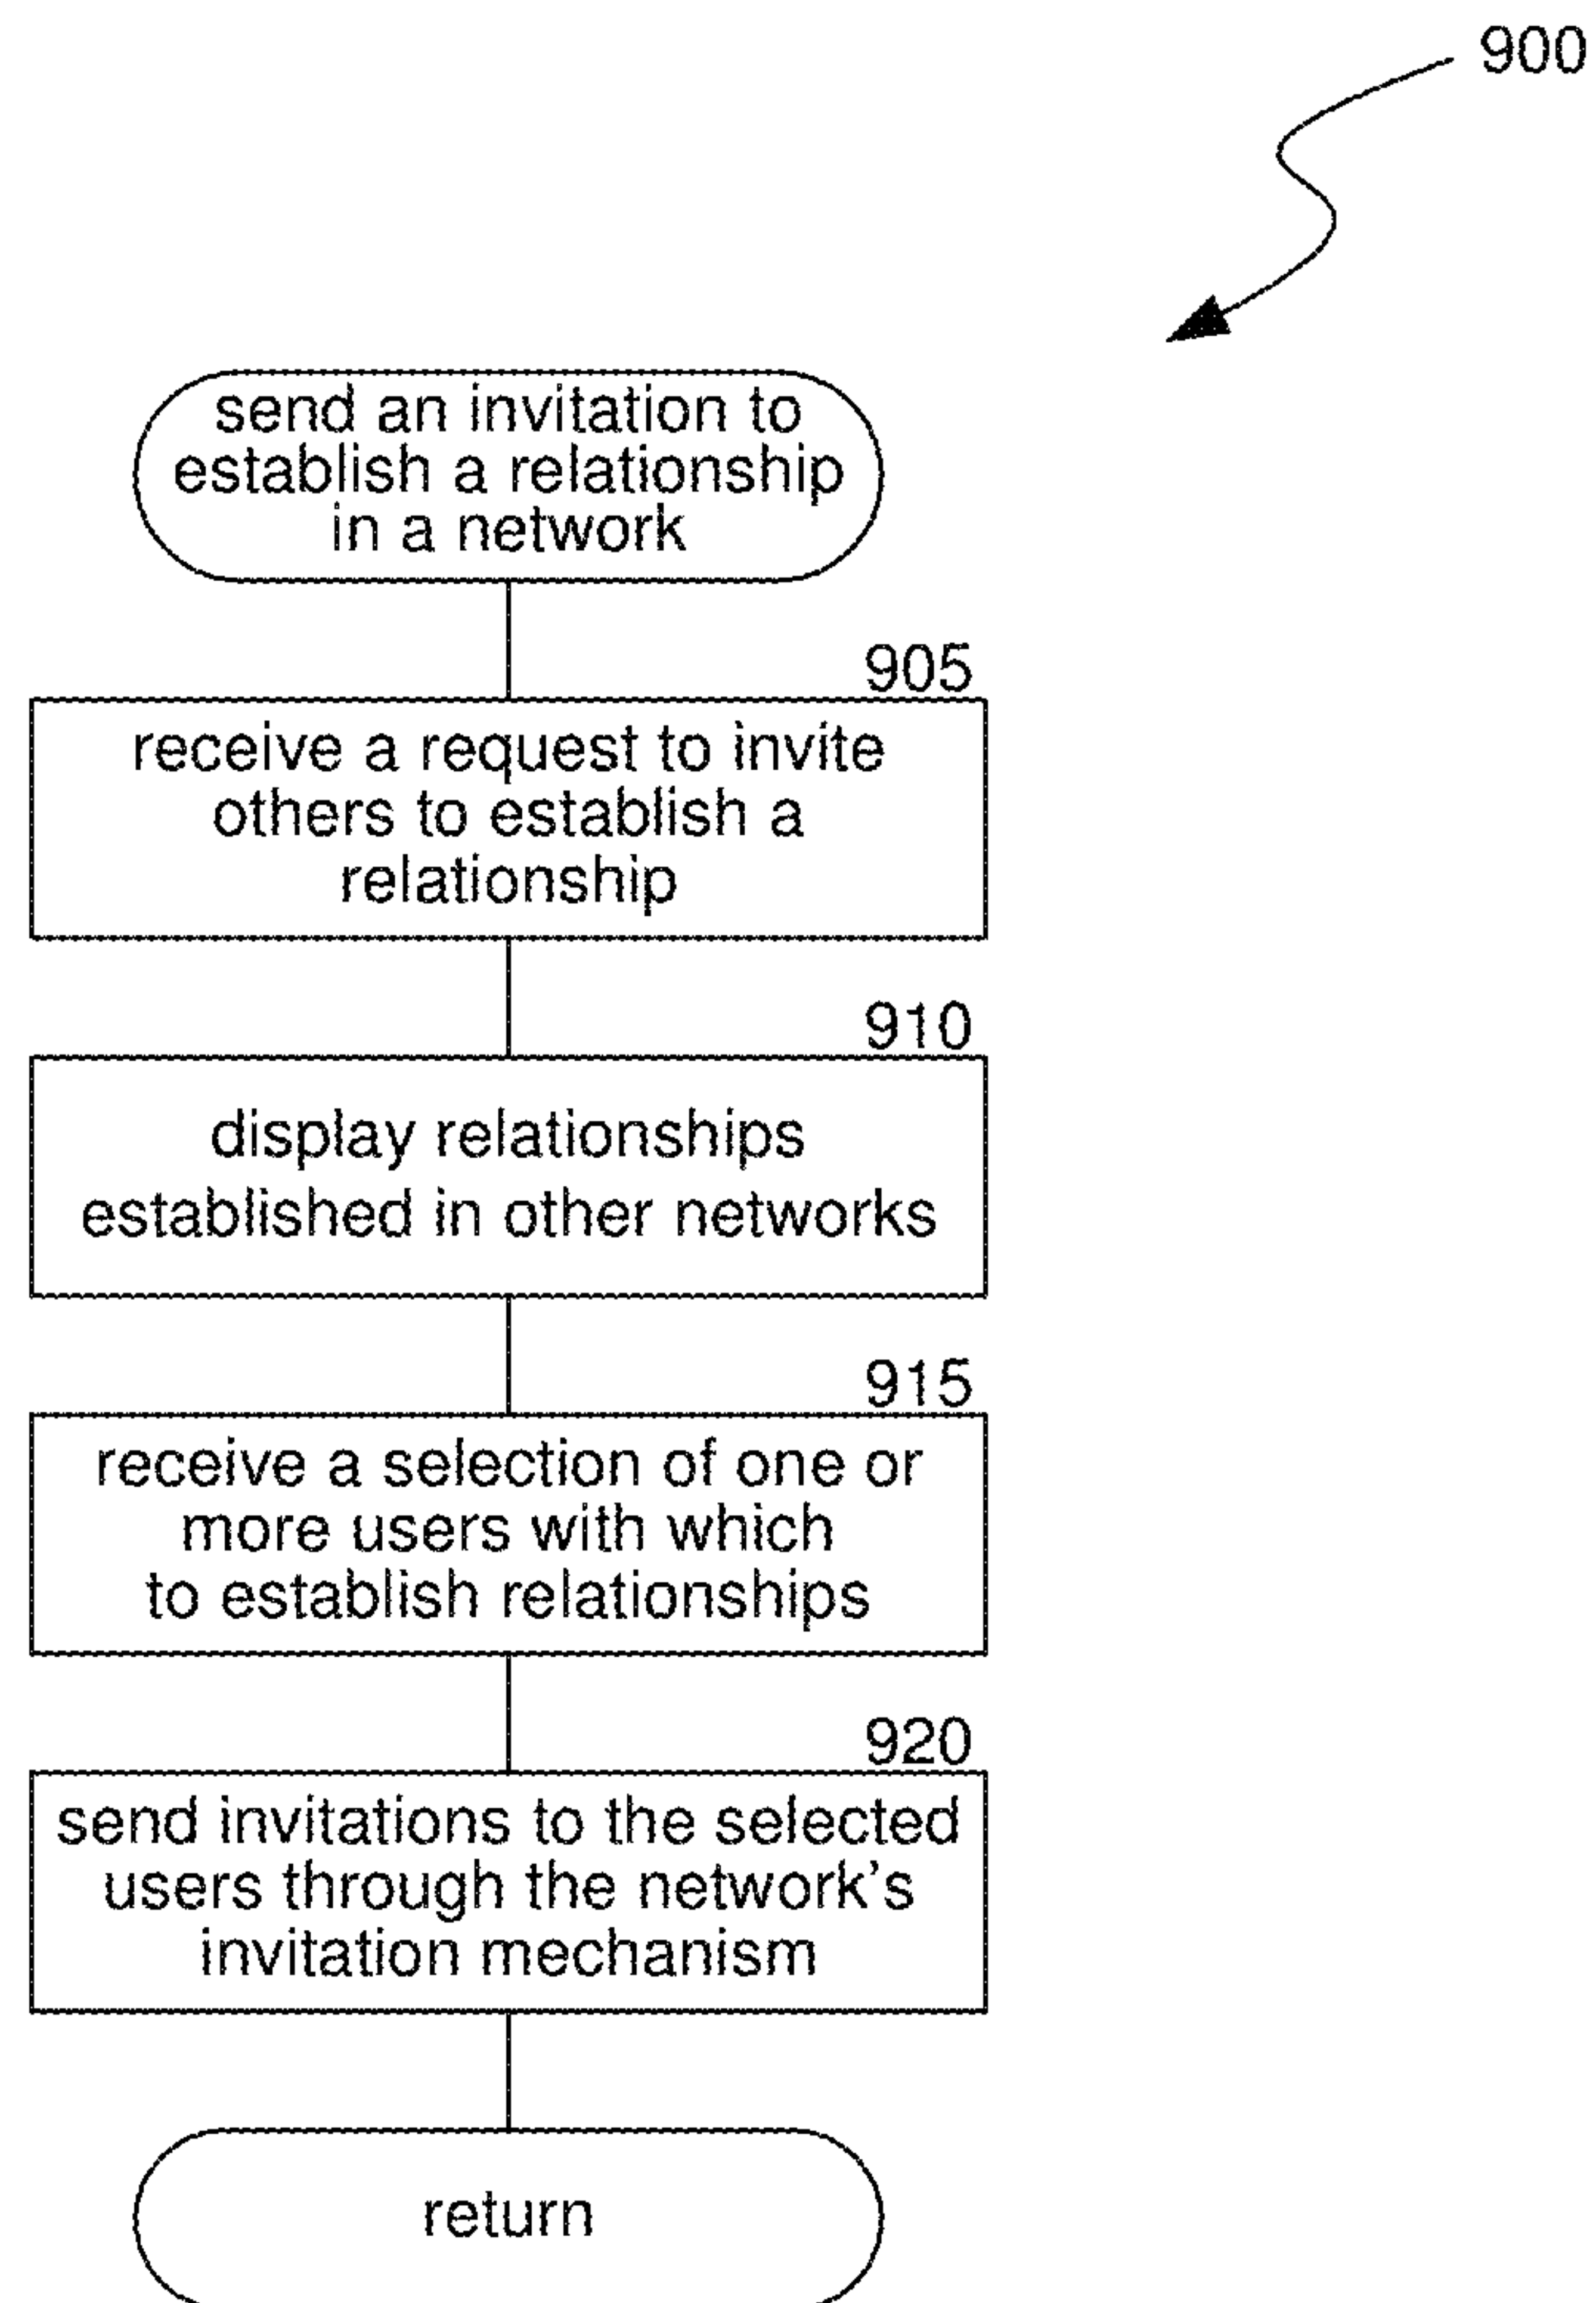 900
send an invitation to
establish a relationship
in a network
905
receive a request to invite
others to establish a
relationship
910
display relationships
established in other networks
915
receive a selection of one or
more users with which
to establish relationships
920
send invitations to the selected
users through the network's
invitation mechanism
return